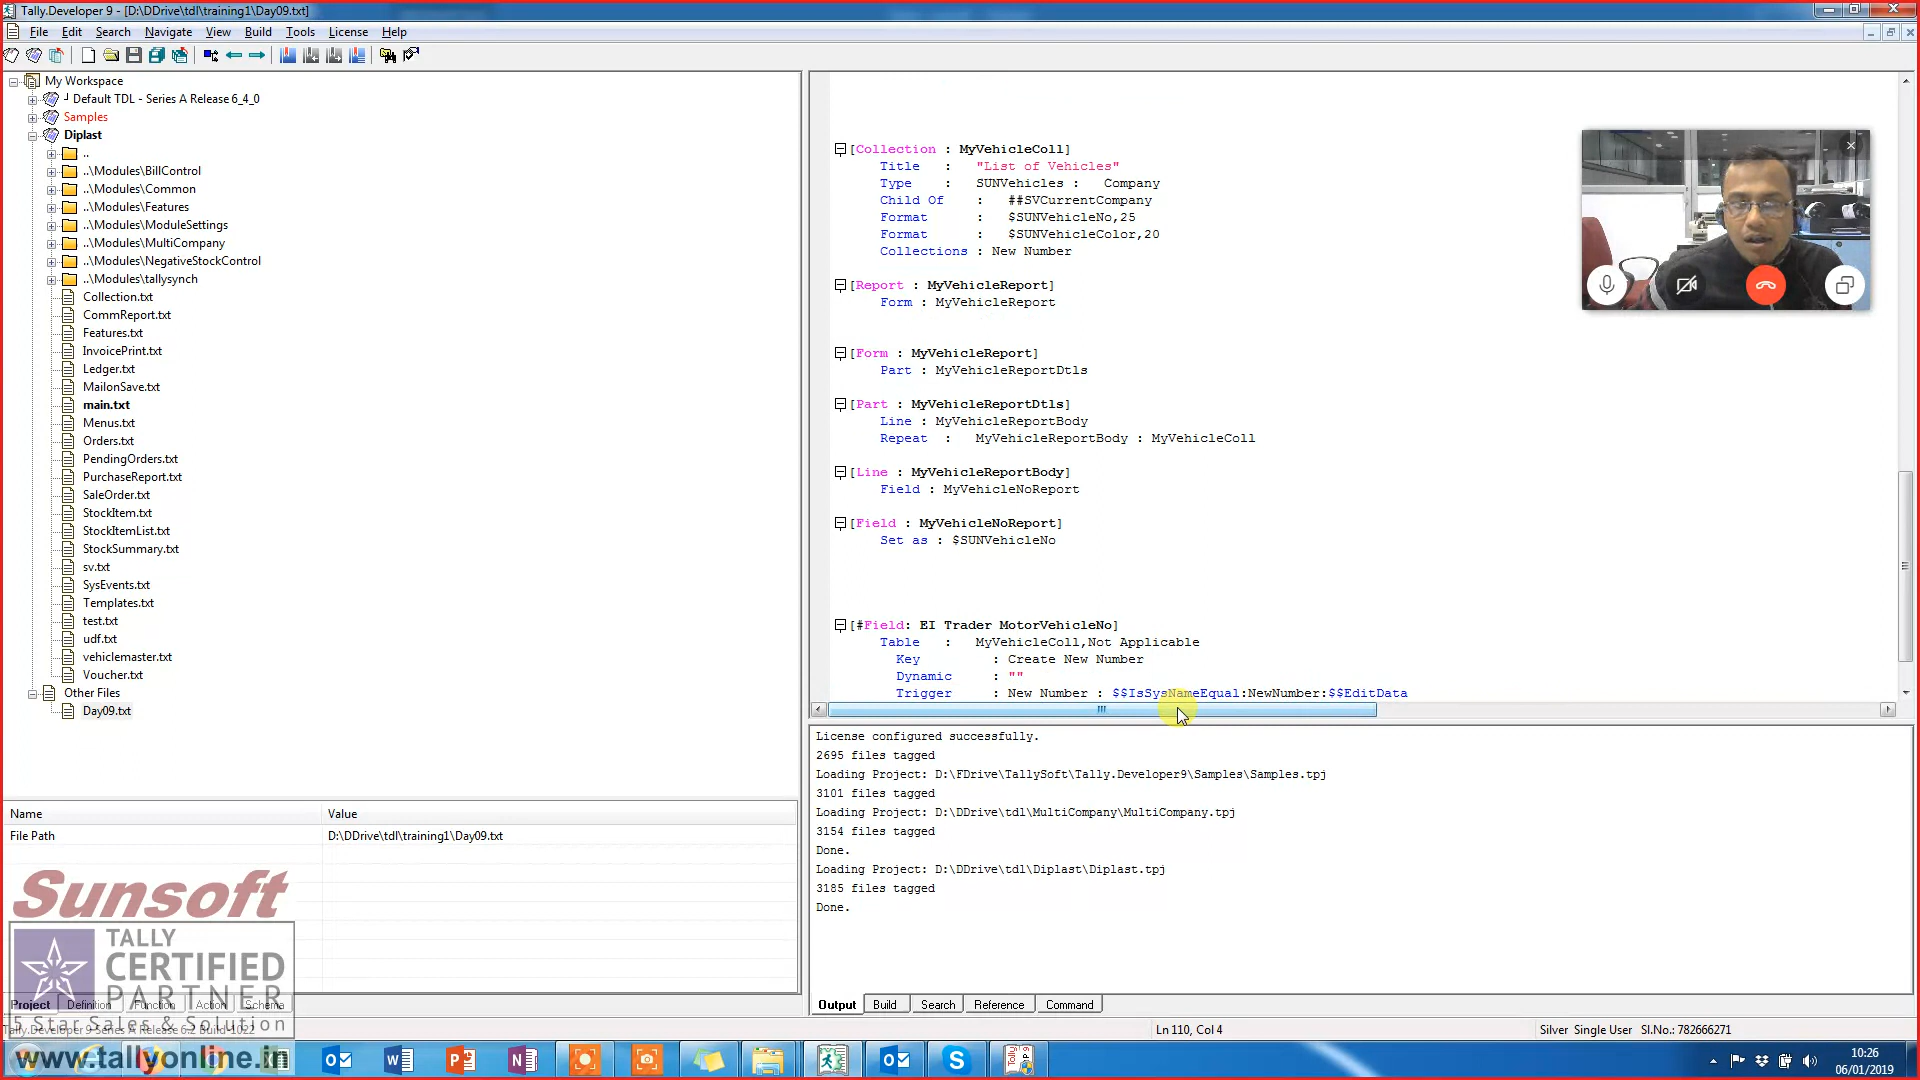 Tally.Developer 9 - [D:\DDrive\tdl\training1\Day09.txt]
File Edit Search Navigate View Build Tools License Help
My Workspace
Default TDL - Series A Release 6_4_0
Samples
Diplast
..
..\Modules\BillControl
..\Modules\Common
..\Modules\Features
..\Modules\ModuleSettings
..\Modules\MultiCompany
..\Modules\NegativeStockControl
..\Modules\tallysynch
Collection.txt
CommReport.txt
Features.txt
InvoicePrint.txt
Ledger.txt
MailonSave.txt
main.txt
Menus.txt
Orders.txt
PendingOrders.txt
PurchaseReport.txt
SaleOrder.txt
StockItem.txt
StockItemList.txt
StockSummary.txt
sv.txt
SysEvents.txt
Templates.txt
test.txt
udf.txt
vehiclemaster.txt
Voucher.txt
Other Files
Day09.txt
Name Value
File Path D:\DDrive\tdl\training1\Day09.txt
Sunsoft
TALLY
CERTIFIED
PARTNER
5 Star Sales & Solution
www.tallyonline.in
Project Definition Function Action Schema
Tally.Developer 9 Series A Release 6.2 Build-1022
[Collection : MyVehicleColl]
Title : "List of Vehicles"
Type : SUNVehicles : Company
Child Of : ##SVCurrentCompany
Format : $SUNVehicleNo,25
Format : $SUNVehicleColor,20
Collections : New Number
[Report : MyVehicleReport]
Form : MyVehicleReport
[Form : MyVehicleReport]
Part : MyVehicleReportDtls
[Part : MyVehicleReportDtls]
Line : MyVehicleReportBody
Repeat : MyVehicleReportBody : MyVehicleColl
[Line : MyVehicleReportBody]
Field : MyVehicleNoReport
[Field : MyVehicleNoReport]
Set as : $SUNVehicleNo
[#Field: EI Trader MotorVehicleNo]
Table : MyVehicleColl,Not Applicable
Key : Create New Number
Dynamic : ""
Trigger : New Number : $$IsSysNameEqual:NewNumber:$$EditData
License configured successfully.
2695 files tagged
Loading Project: D:\FDrive\TallySoft\Tally.Developer9\Samples\Samples.tpj
3101 files tagged
Loading Project: D:\DDrive\tdl\MultiCompany\MultiCompany.tpj
3154 files tagged
Done.
Loading Project: D:\DDrive\tdl\Diplast\Diplast.tpj
3185 files tagged
Done.
Output Build Search Reference Command
Ln 110, Col 4 Silver Single User Sl.No.: 782666271
10:26
06/01/2019